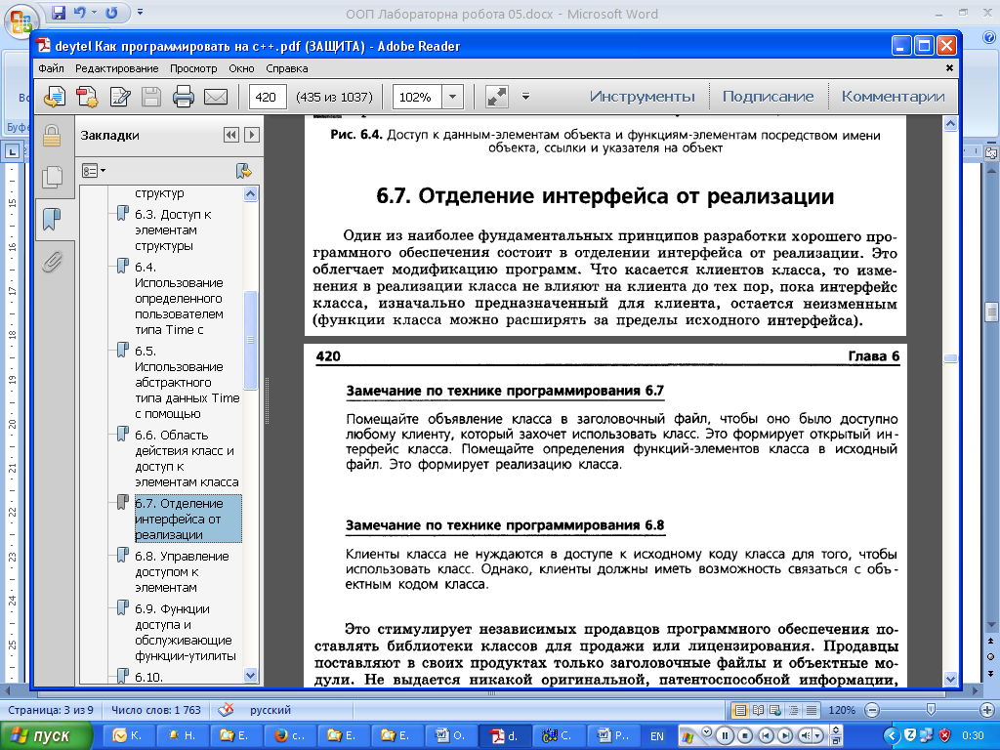 ООП Лабораторна робота 05.docx - Microsoft Word
deytel Как программировать на c++.pdf (ЗАЩИТА) - Adobe Reader
Файл Редактирование Просмотр Окно Справка
420 (435 из 1037) 102% Инструменты Подписание Комментарии
Закладки
структур
6.3. Доступ к
элементам
структуры
6.4.
Использование
определенного
пользователем
типа Time с
6.5.
Использование
абстрактного
типа данных Time
с помощью
6.6. Область
действия класс и
доступ к
элементам класса
6.7. Отделение
интерфейса от
реализации
6.8. Управление
доступом к
элементам
6.9. Функции
доступа и
обслуживающие
функции-утилиты
6.10.
Рис. 6.4. Доступ к данным-элементам объекта и функциям-элементам посредством имени
объекта, ссылки и указателя на объект
6.7. Отделение интерфейса от реализации
Один из наиболее фундаментальных принципов разработки хорошего про-
граммного обеспечения состоит в отделении интерфейса от реализации. Это
облегчает модификацию программ. Что касается клиентов класса, то изме-
нения в реализации класса не влияют на клиента до тех пор, пока интерфейс
класса, изначально предназначенный для клиента, остается неизменным
(функции класса можно расширять за пределы исходного интерфейса).
420 Глава 6
Замечание по технике программирования 6.7
Помещайте объявление класса в заголовочный файл, чтобы оно было доступно
любому клиенту, который захочет использовать класс. Это формирует открытый ин-
терфейс класса. Помещайте определения функций-элементов класса в исходный
файл. Это формирует реализацию класса.
Замечание по технике программирования 6.8
Клиенты класса не нуждаются в доступе к исходному коду класса для того, чтобы
использовать класс. Однако, клиенты должны иметь возможность связаться с объ-
ектным кодом класса.
Это стимулирует независимых продавцов программного обеспечения по-
ставлять библиотеки классов для продажи или лицензирования. Продавцы
поставляют в своих продуктах только заголовочные файлы и объектные мо-
дули. Не выдается никакой оригинальной, патентоспособной информации,
Страница: 3 из 9 Число слов: 1 763 русский 120%
пуск К. Н. E. с... E. E. О. d. C. Р... EN 0:30